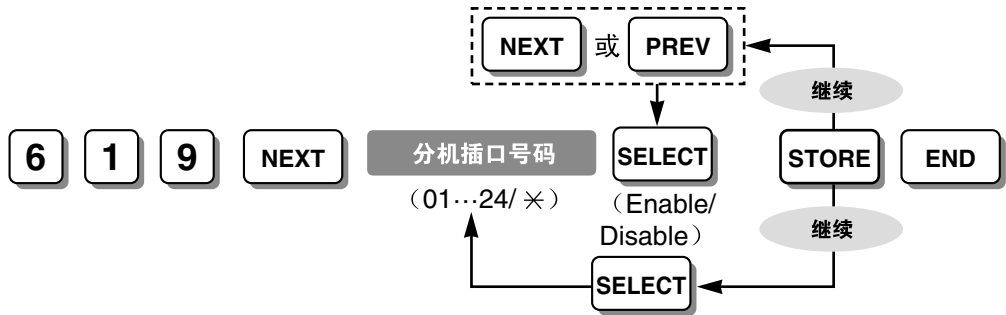 NEXT 或 PREV
继续
6 1 9 NEXT 分机插口号码 SELECT STORE END
（01…24/ ✳）
（Enable/
Disable）
继续
SELECT